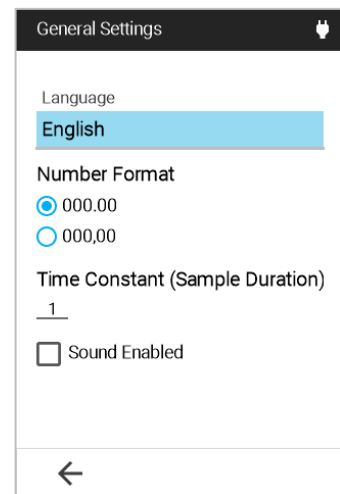 General Settings
Language
English
Number Format
000.00
000,00
Time Constant (Sample Duration)
1
Sound Enabled